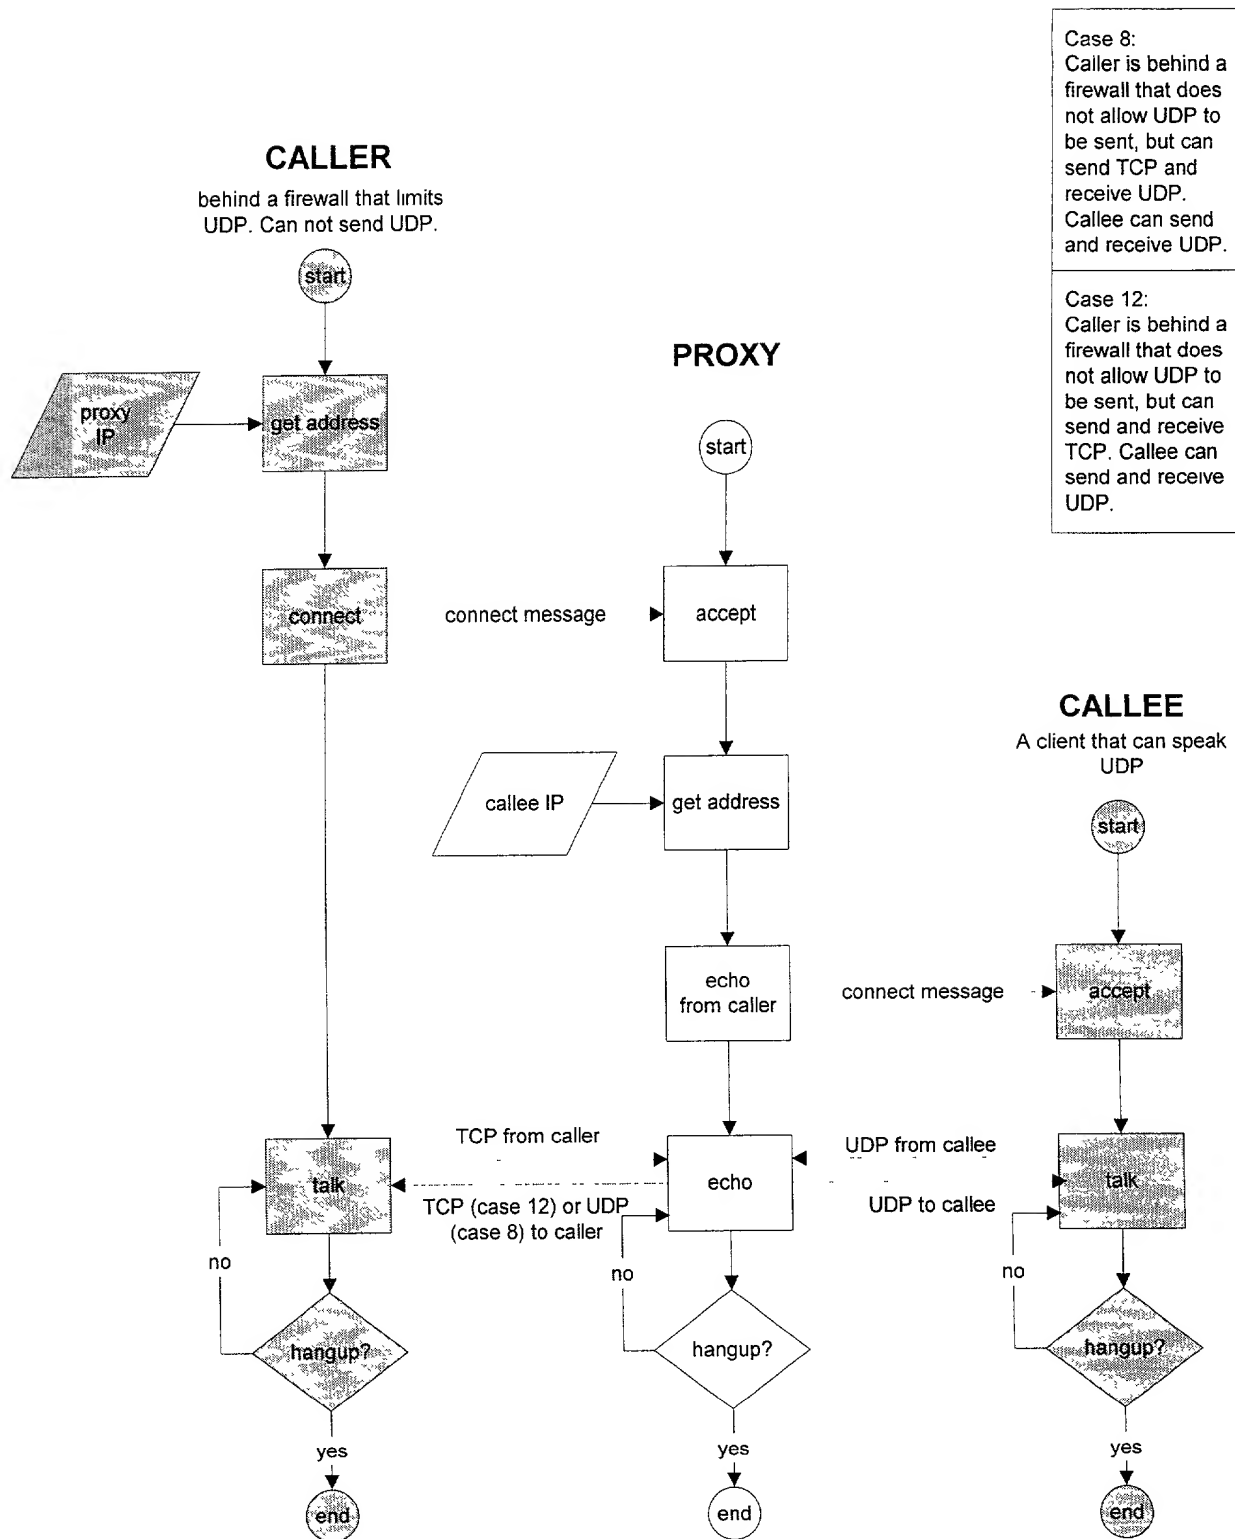 Case 8:
Caller is behind a
firewall that does
not allow UDP to
be sent, but can
send TCP and
receive UDP.
Callee can send
and receive UDP.
Case 12:
Caller is behind a
firewall that does
not allow UDP to
be sent, but can
send and receive
TCP. Callee can
send and receive
UDP.
CALLER
behind a firewall that limits
UDP. Can not send UDP.
start
proxy
IP
get address
connect
talk
no
hangup?
yes
end
PROXY
start
connect message
accept
callee IP
get address
echo
from caller
TCP from caller
echo
TCP (case 12) or UDP
(case 8) to caller
no
hangup?
yes
end
CALLEE
A client that can speak
UDP
start
connect message
accept
UDP from callee
talk
UDP to callee
no
hangup?
yes
end